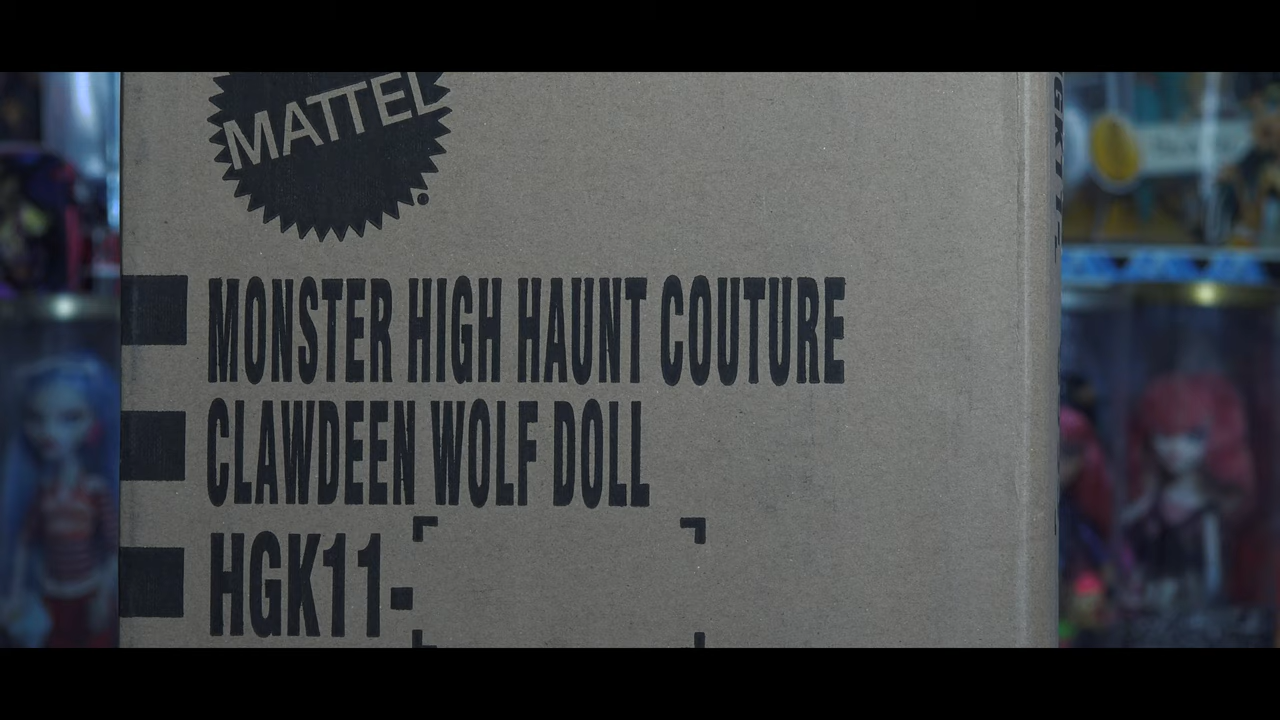 MATTEL
MONSTER HIGH HAUNT COUTURE
CLAWDEEN WOLF DOLL
HGK11-